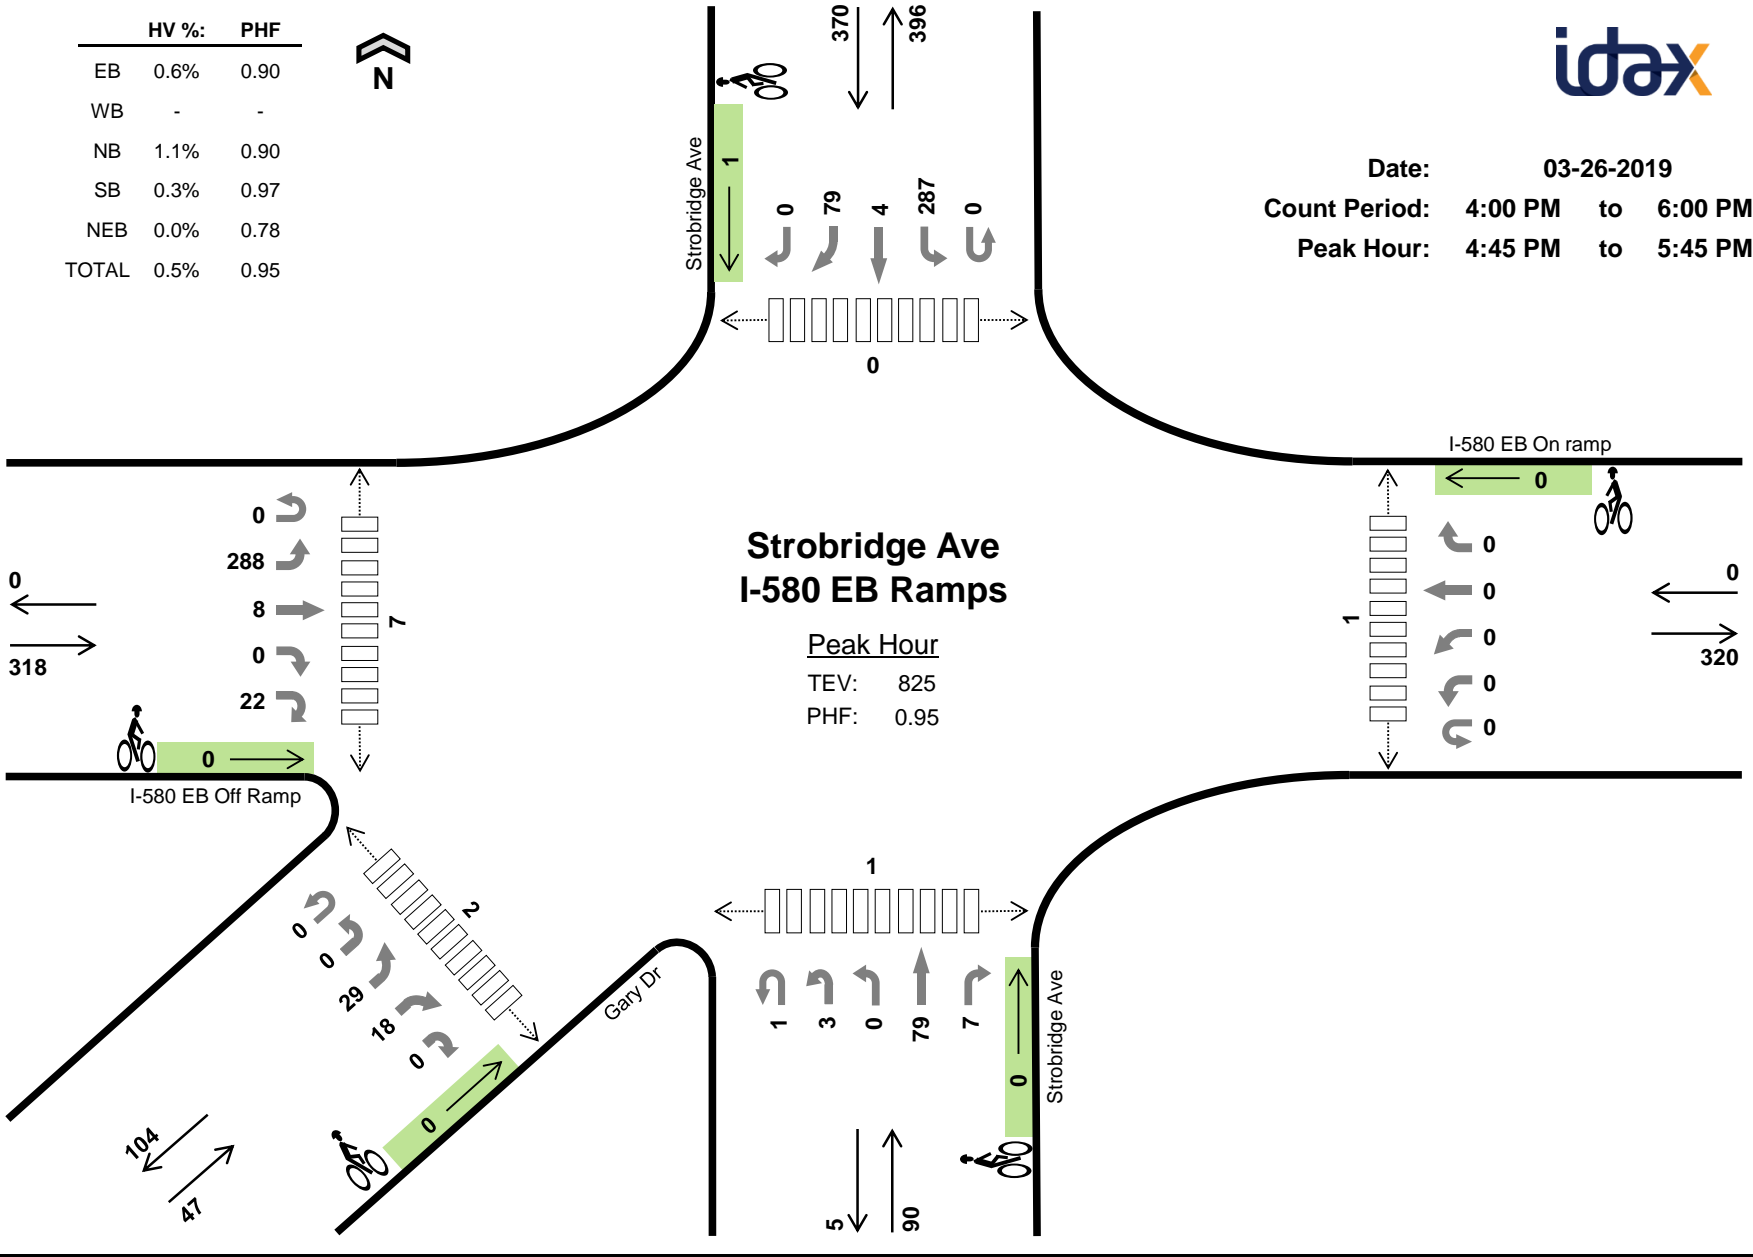 HV %: PHF
EB 0.6% 0.90
WB - -
NB 1.1% 0.90
SB 0.3% 0.97
NEB 0.0% 0.78
TOTAL 0.5% 0.95
N
370
396
idax
Date: 03-26-2019
Count Period: 4:00 PM to 6:00 PM
Peak Hour: 4:45 PM to 5:45 PM
Strobridge Ave
1
0 79 4 287 0
0
I-580 EB On ramp
0
0
288
8
0
22
7
0
318
0
I-580 EB Off Ramp
Strobridge Ave
I-580 EB Ramps
Peak Hour
TEV: 825
PHF: 0.95
1
0
0
0
0
0
0
320
2
0
0
29
18
0
0
Gary Dr
104
47
1
1 3 0 79 7
0
Strobridge Ave
5
90